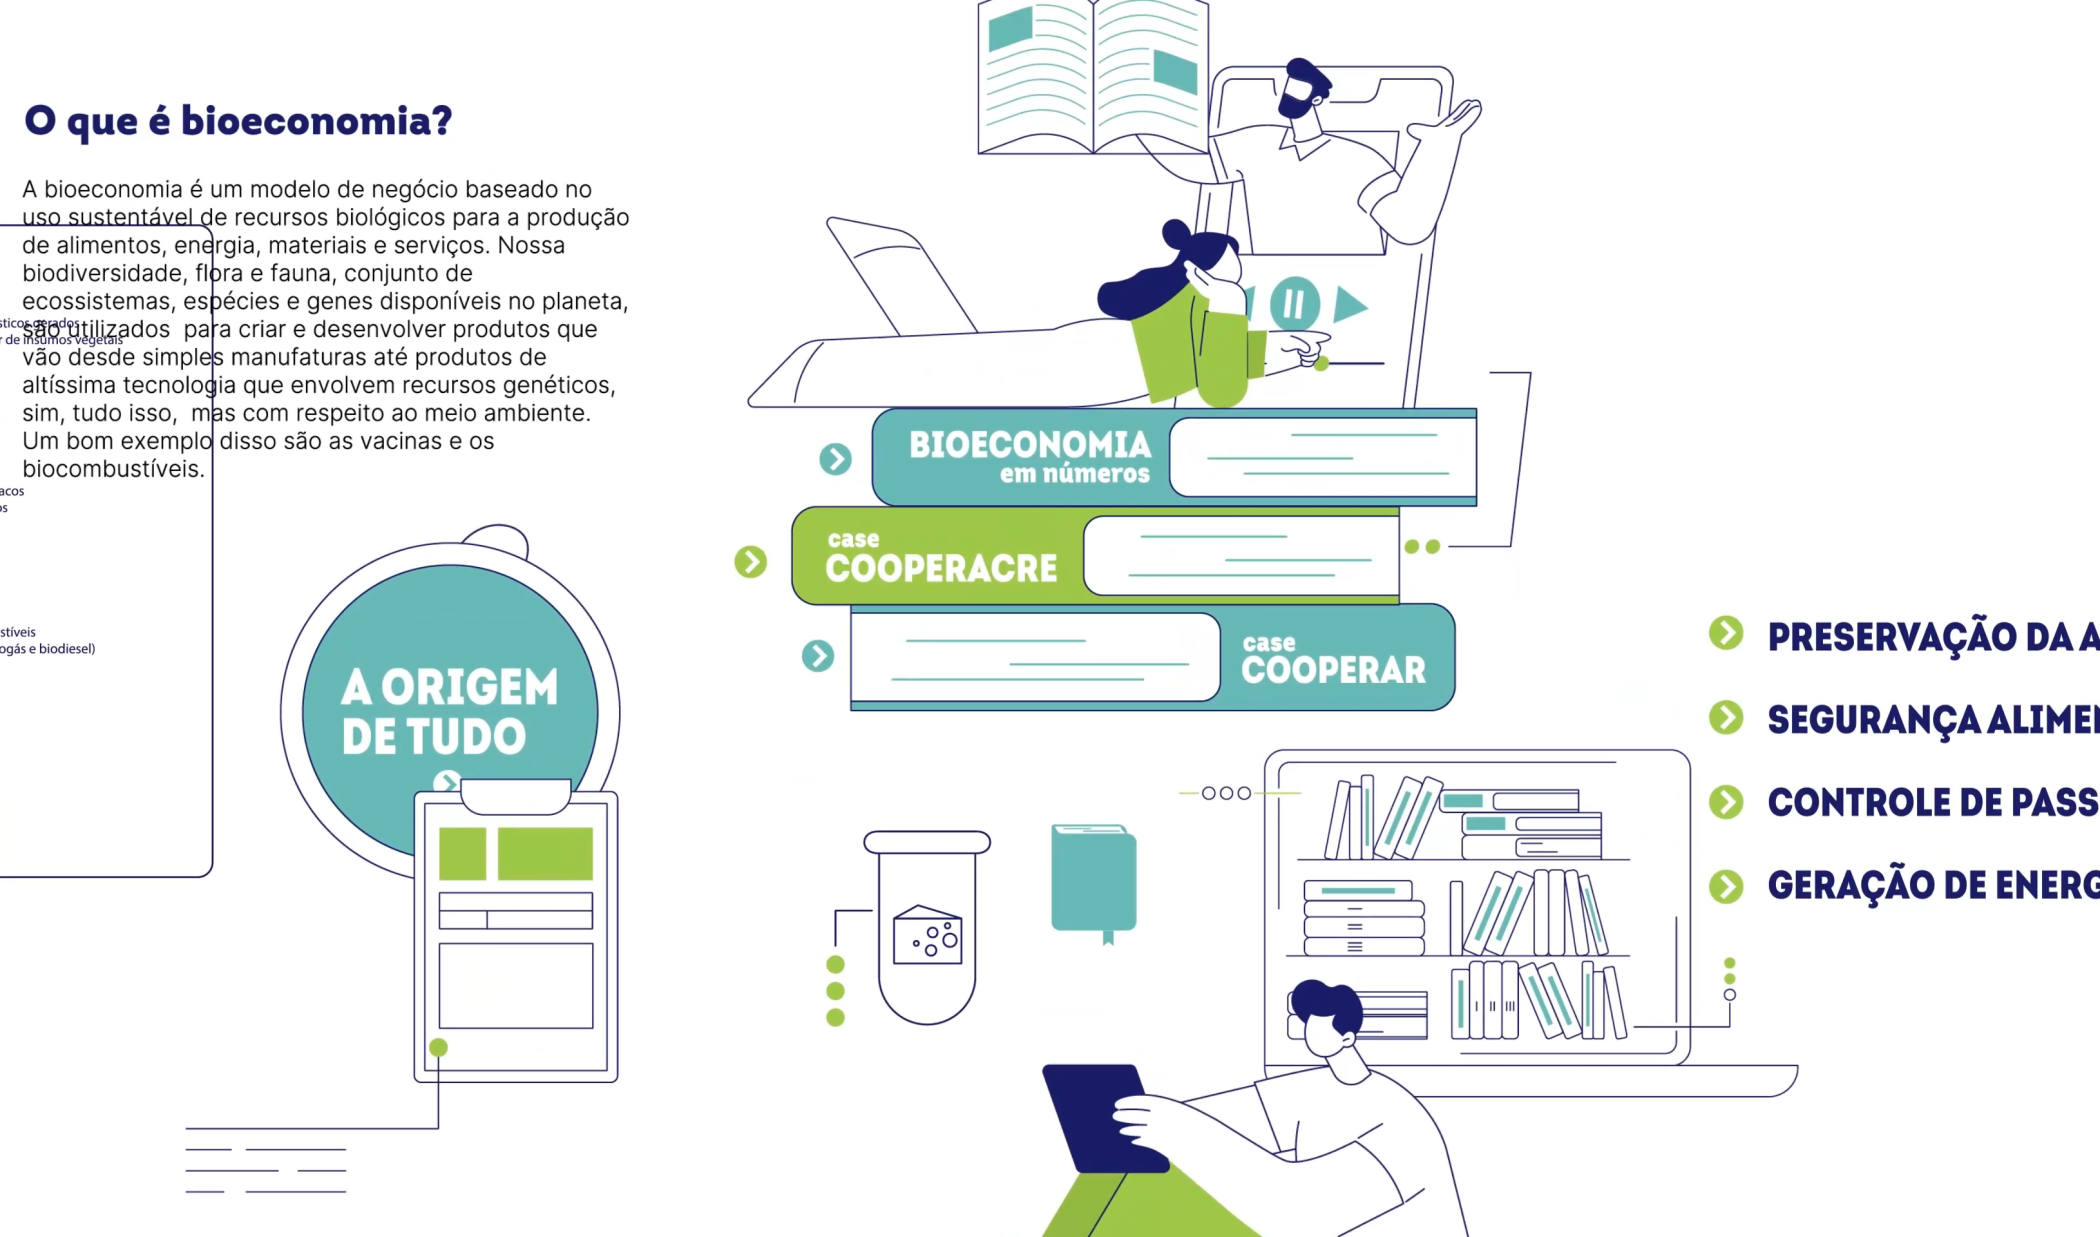 O que é bioeconomia?
A bioeconomia é um modelo de negócio baseado no
uso sustentável de recursos biológicos para a produção
de alimentos, energia, materiais e serviços. Nossa
biodiversidade, flora e fauna, conjunto de
ecossistemas, espécies e genes disponíveis no planeta,
são utilizados para criar e desenvolver produtos que
vão desde simples manufaturas até produtos de
altíssima tecnologia que envolvem recursos genéticos,
sim, tudo isso, mas com respeito ao meio ambiente.
Um bom exemplo disso são as vacinas e os
biocombustíveis.
sticos gerados
r de insumos vegetais
acos
os
stíveis
ogás e biodiesel)
A ORIGEM
DE TUDO
BIOECONOMIA
em números
case
COOPERACRE
case
COOPERAR
PRESERVAÇÃO DA A
SEGURANÇA ALIMEN
CONTROLE DE PASS
GERAÇÃO DE ENERG